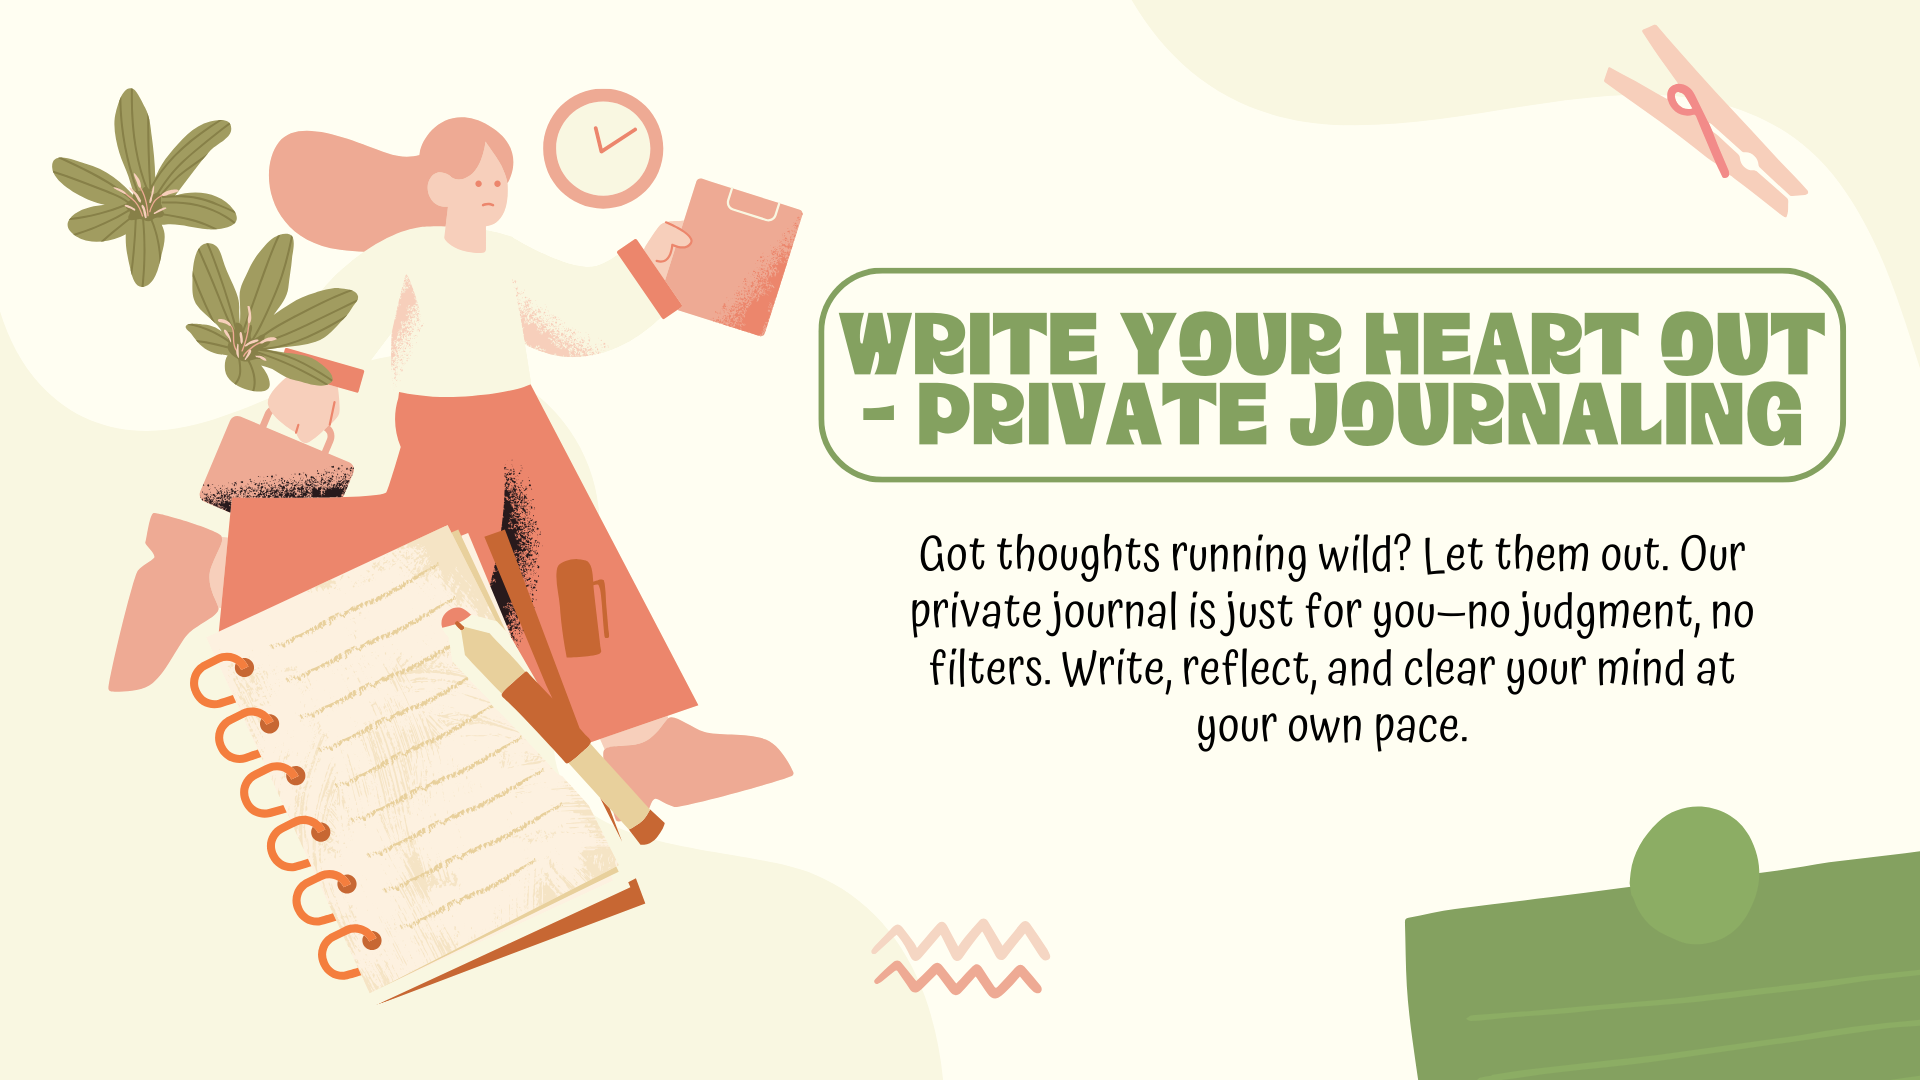 WRITE YOUR HEART OUT
- PRIVATE JOURNALING
Got thoughts running wild? Let them out. Our
private journal is just for you—no judgment, no
filters. Write, reflect, and clear your mind at
your own pace.